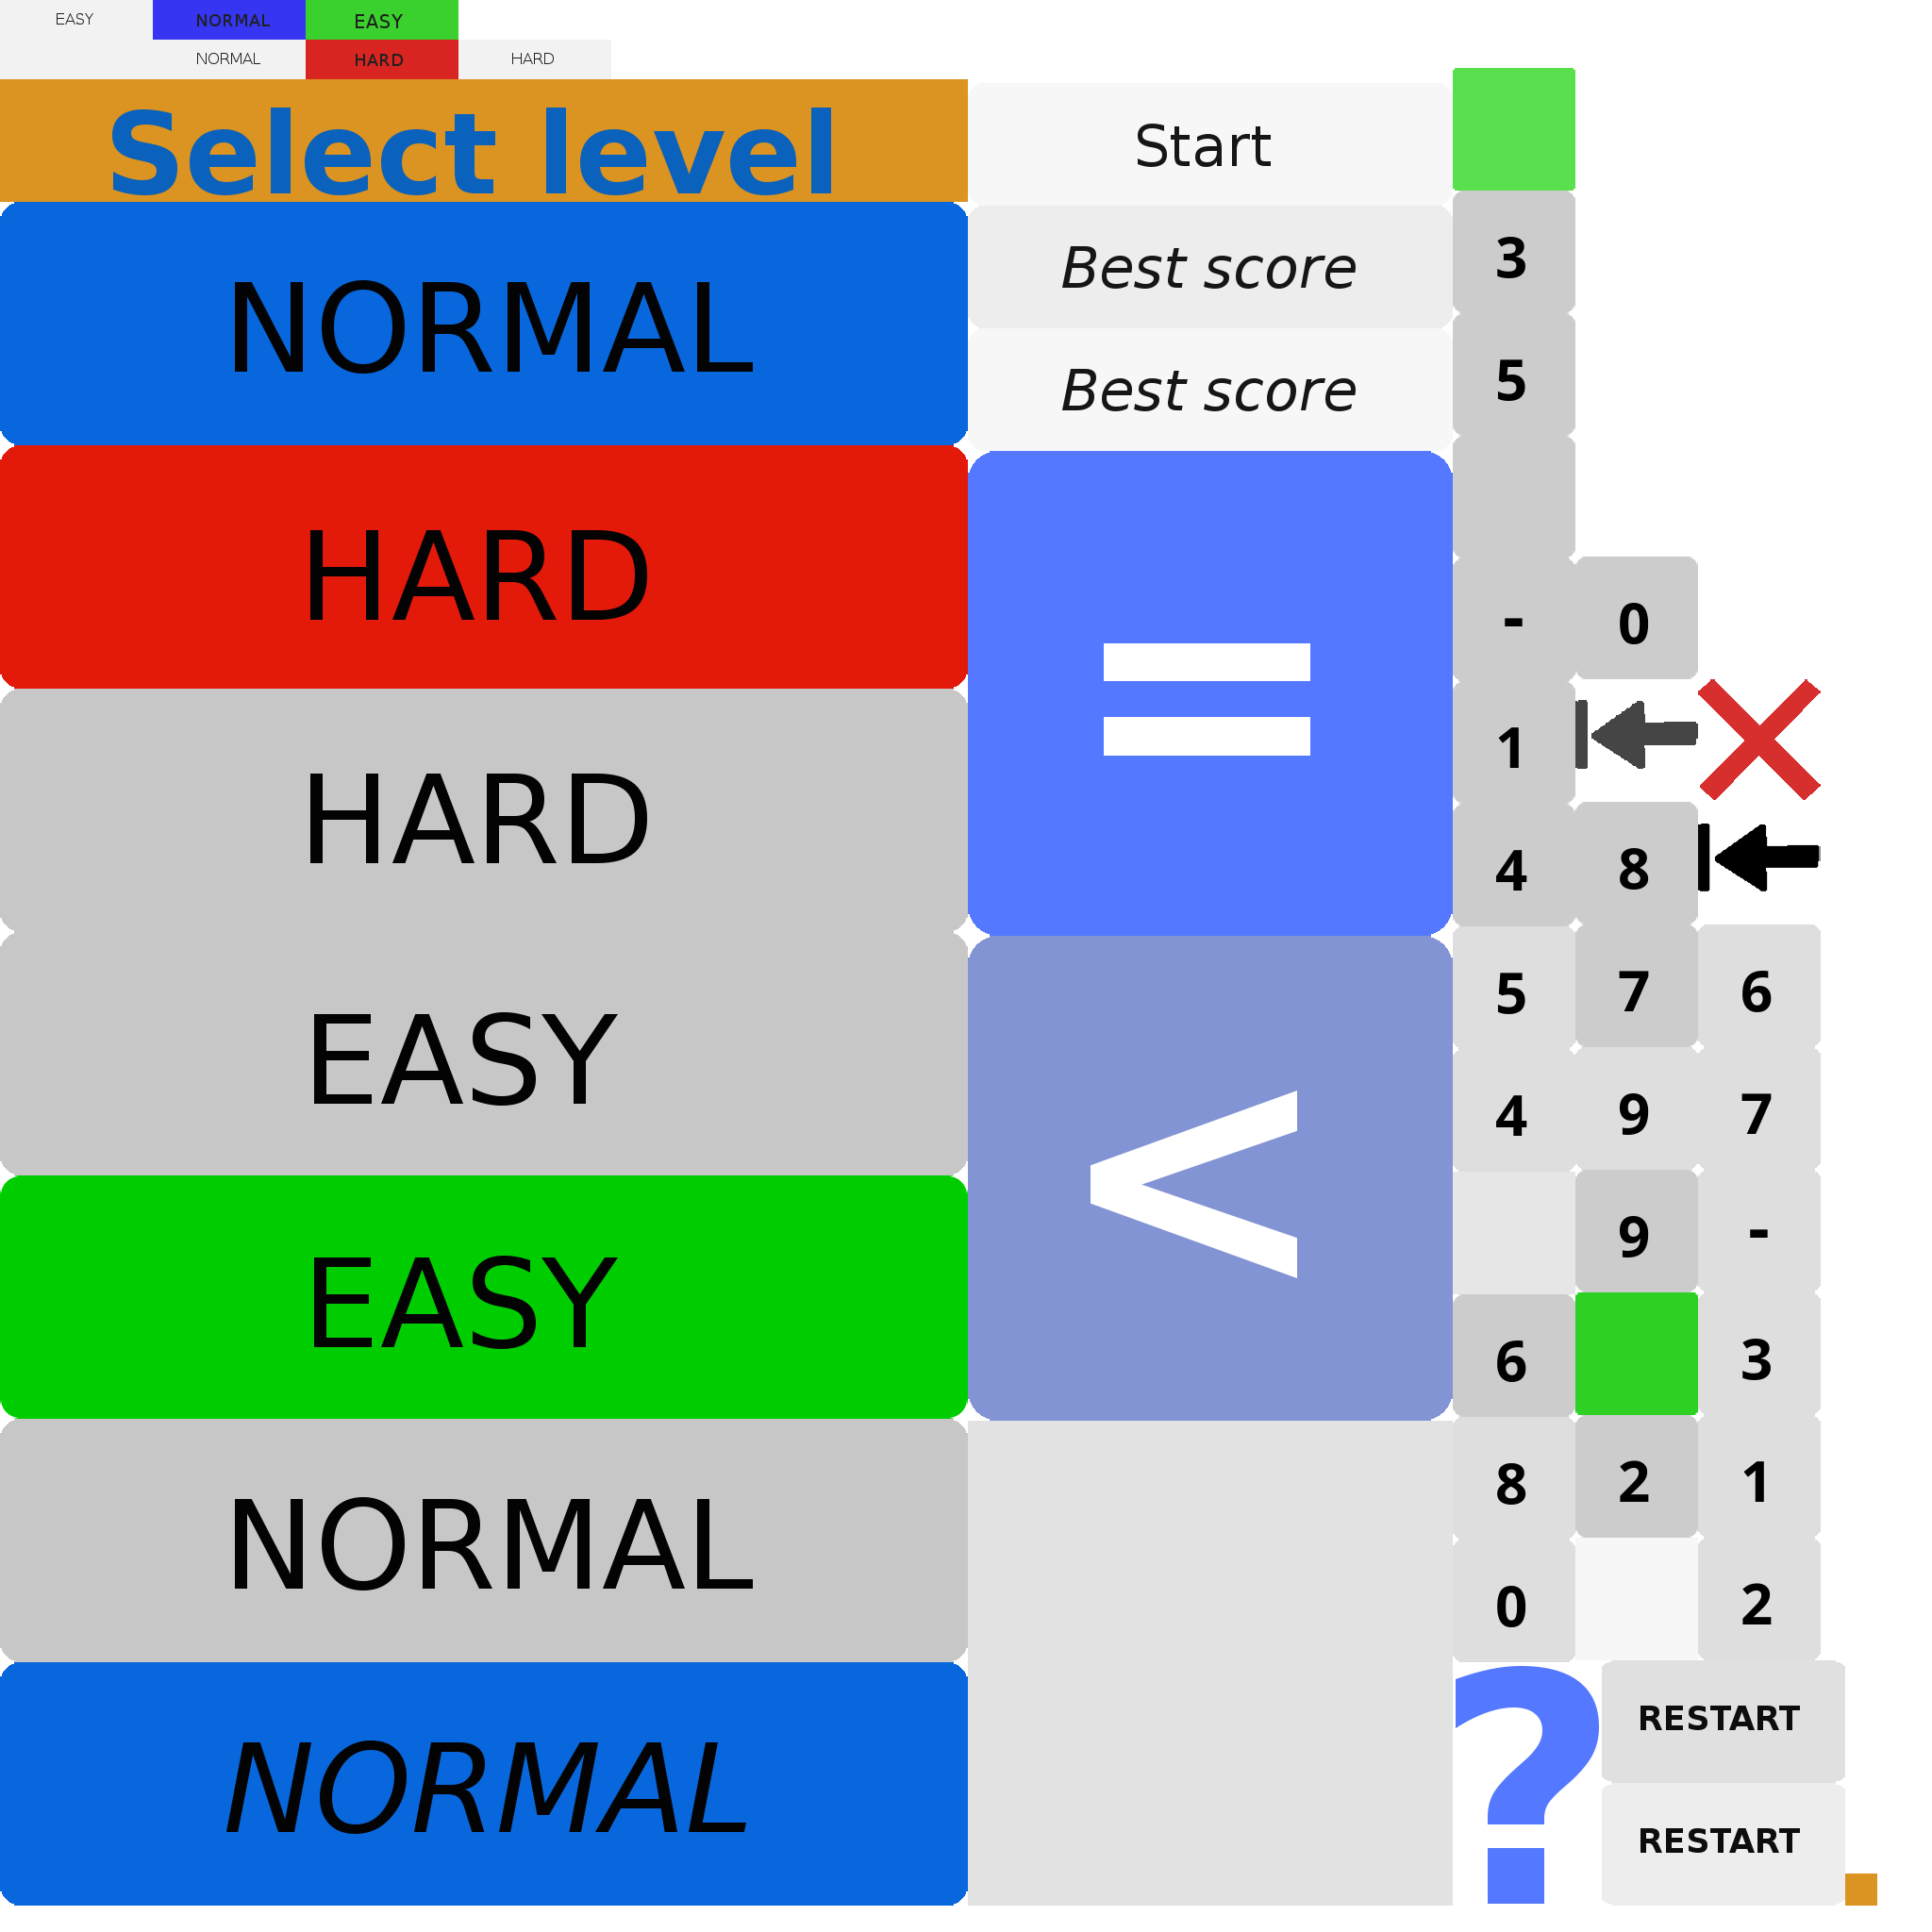 EASY
NORMAL
EASY
NORMAL
HARD
HARD
Select level
NORMAL
HARD
HARD
EASY
EASY
NORMAL
NORMAL
Start
Best score
Best score
=
<
3
5
- 0
1
4 8
5 7 6
4 9 7
9 -
6 3
8 2 1
0 2
?
RESTART
RESTART